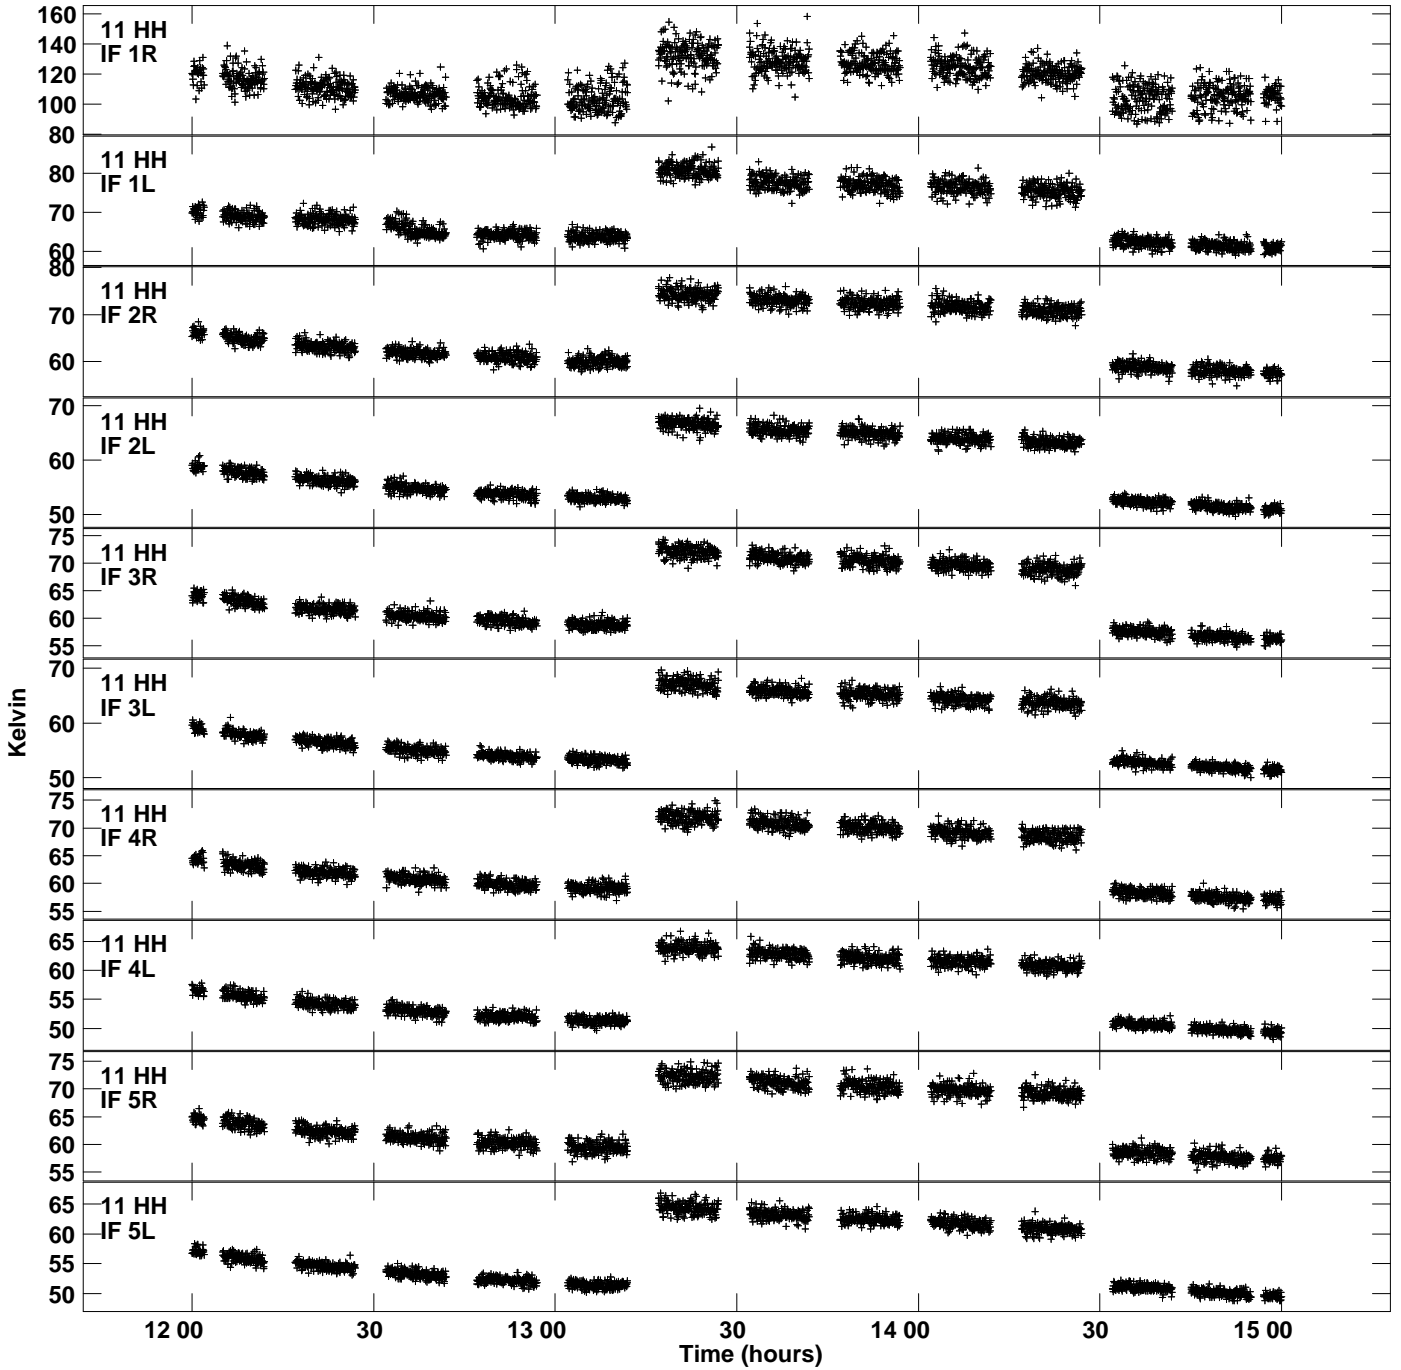 160
140
120
100
80
11 HH
IF 1R
80
70
60
11 HH
IF 1L
80
70
60
11 HH
IF 2R
70
60
50
11 HH
IF 2L
75
70
65
60
55
11 HH
IF 3R
70
60
50
11 HH
IF 3L
Kelvin
75
70
65
60
55
11 HH
IF 4R
65
60
55
50
11 HH
IF 4L
75
70
65
60
55
11 HH
IF 5R
65
60
55
50
11 HH
IF 5L
12 00 30 13 00 30 14 00 30 15 00
Time (hours)